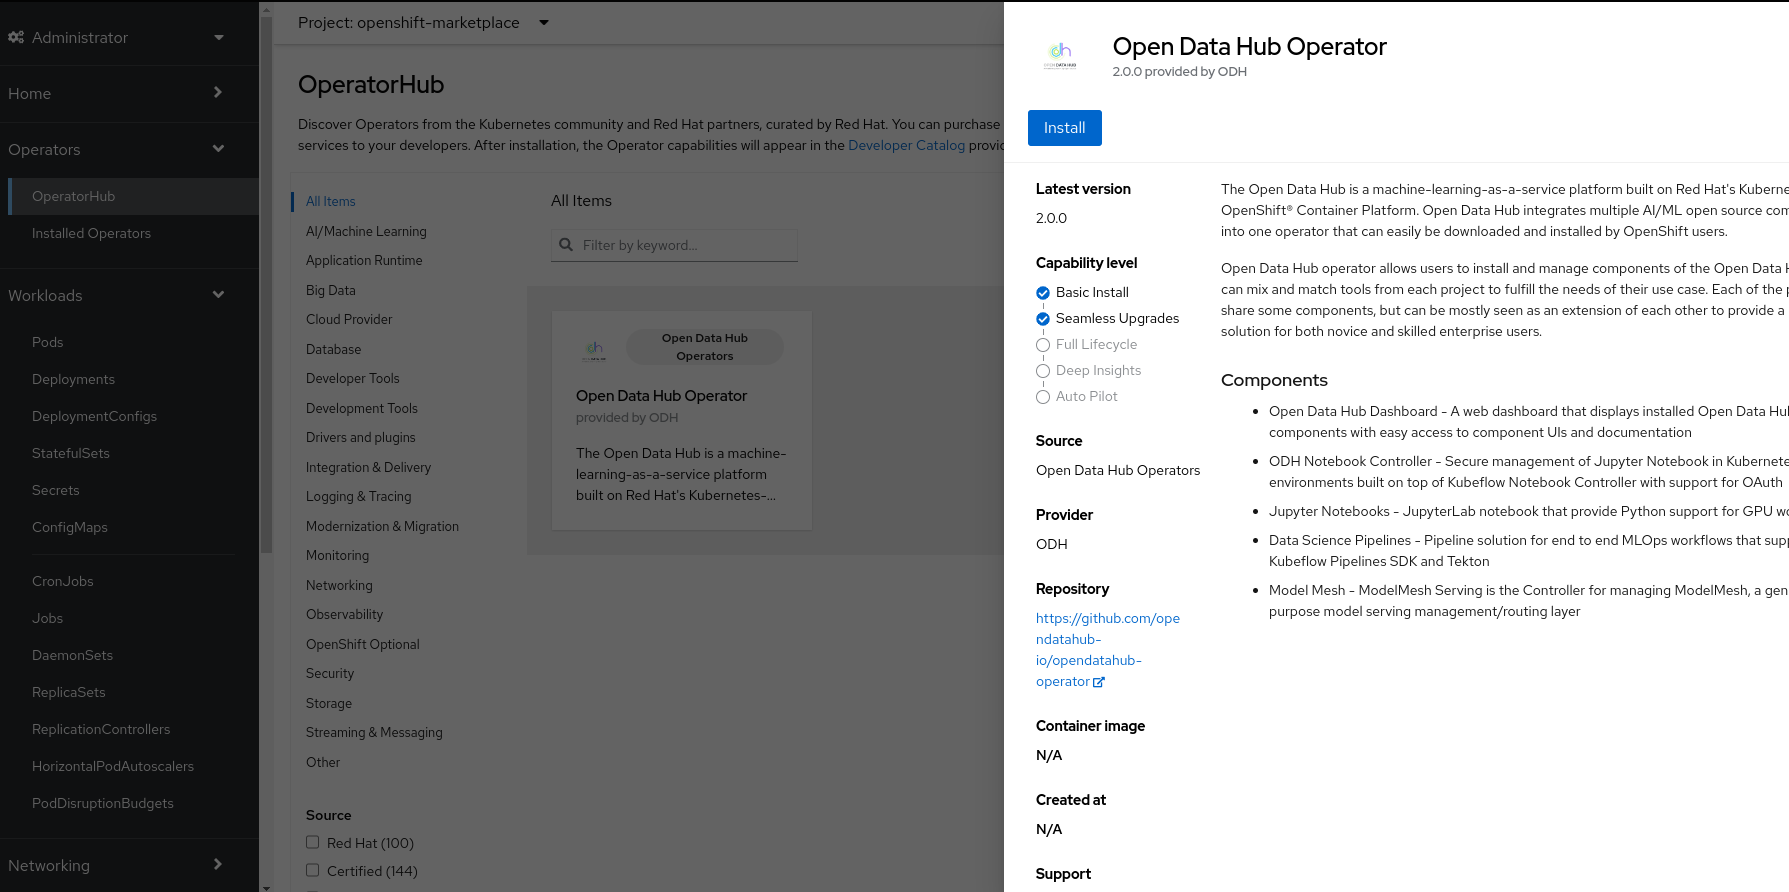 Administrator
Home
Operators
OperatorHub
Installed Operators
Workloads
Pods
Deployments
DeploymentConfigs
StatefulSets
Secrets
ConfigMaps
CronJobs
Jobs
DaemonSets
ReplicaSets
ReplicationControllers
HorizontalPodAutoscalers
PodDisruptionBudgets
Networking
Project: openshift-marketplace
OperatorHub
Discover Operators from the Kubernetes community and Red Hat partners, curated by Red Hat. You can purchase
services to your developers. After installation, the Operator capabilities will appear in the Developer Catalog
All Items
AI/Machine Learning
Application Runtime
Big Data
Cloud Provider
Database
Developer Tools
Development Tools
Drivers and plugins
Integration & Delivery
Logging & Tracing
Modernization & Migration
Monitoring
Networking
Observability
OpenShift Optional
Security
Storage
Streaming & Messaging
Other
Source
Red Hat (100)
Certified (144)
All Items
Filter by keyword...
Open Data Hub
Operators
Open Data Hub Operator
provided by ODH
The Open Data Hub is a machine-
learning-as-a-service platform
built on Red Hat's Kubernetes-...
Open Data Hub Operator
2.0.0 provided by ODH
Install
Latest version
2.0.0
Capability level
Basic Install
Seamless Upgrades
Full Lifecycle
Deep Insights
Auto Pilot
Source
Open Data Hub Operators
Provider
ODH
Repository
https://github.com/ope
ndatahub-
io/opendatahub-
operator
Container image
N/A
Created at
N/A
Support
The Open Data Hub is a machine-learning-as-a-service platform built on Red Hat's
OpenShift® Container Platform. Open Data Hub integrates multiple AI/ML open source
into one operator that can easily be downloaded and installed by OpenShift users.
Open Data Hub operator allows users to install and manage components of the Open Data
can mix and match tools from each project to fulfill the needs of their use case. Each of the
share some components, but can be mostly seen as an extension of each other to provide a
solution for both novice and skilled enterprise users.
Components
• Open Data Hub Dashboard - A web dashboard that displays installed Open Data
components with easy access to component UIs and documentation
• ODH Notebook Controller - Secure management of Jupyter Notebook in
environments built on top of Kubeflow Notebook Controller with support for OAuth
• Jupyter Notebooks - JupyterLab notebook that provide Python support for GPU
• Data Science Pipelines - Pipeline solution for end to end MLOps workflows that
Kubeflow Pipelines SDK and Tekton
• Model Mesh - ModelMesh Serving is the Controller for managing ModelMesh, a
purpose model serving management/routing layer